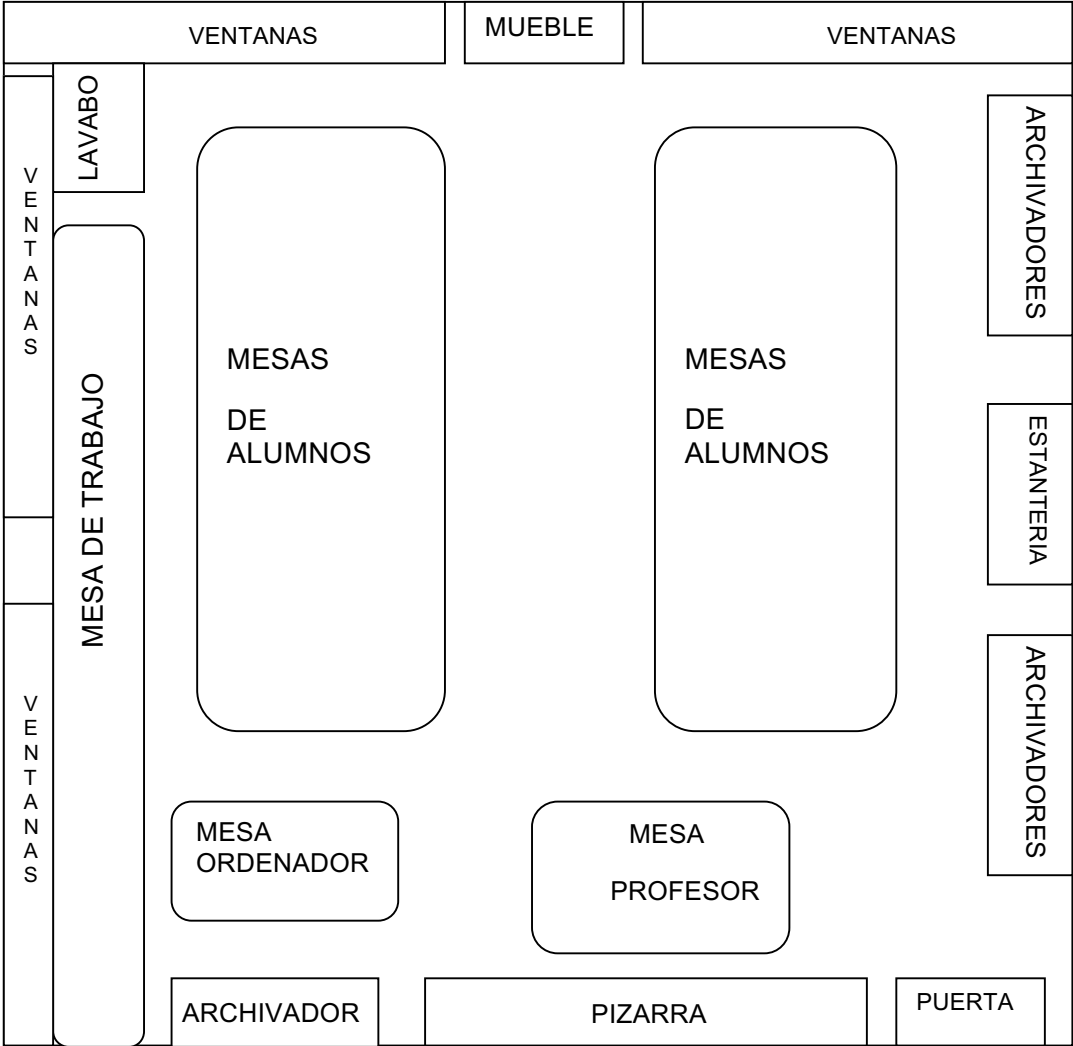 VENTANAS
MUEBLE
VENTANAS
LAVABO
ARCHIVADORES
VENTANAS
MESAS
DE
ALUMNOS
MESAS
DE
ALUMNOS
MESA DE TRABAJO
ESTANTERIA
ARCHIVADORES
VENTANAS
MESA
ORDENADOR
MESA
PROFESOR
ARCHIVADOR
PIZARRA
PUERTA